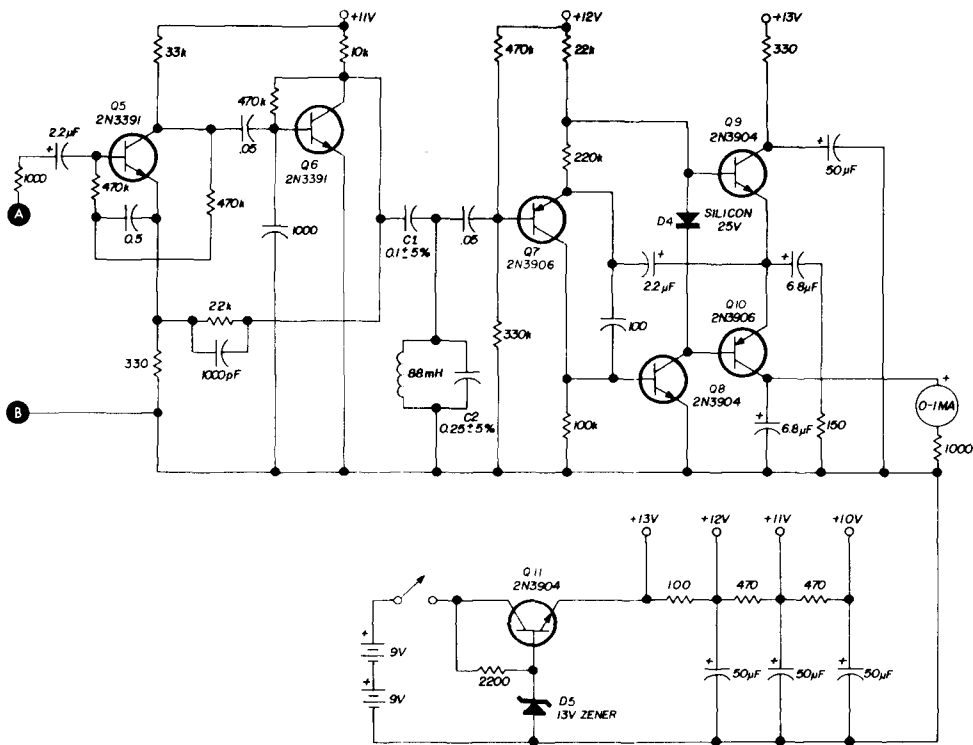 +11V
+12V
+13V
33k
10k
470k
22k
330
Q5
2N3391
470k
Q9
2N3904
2.2µF
+
.05
Q6
2N3391
220k
+
50µF
1000
470k
470k
D4
SILICON
25V
A
0.5
1000
C1
0.1±5%
.05
Q7
2N3906
+
2.2µF
+
6.8µF
Q10
2N3906
22k
330k
100
+
1000pF
330
88mH
0-1MA
Q8
2N3904
B
C2
0.25±5%
100k
+
6.8µF
150
1000
+13V
+12V
+11V
+10V
Q11
2N3904
100
470
470
+
9V
2200
+
50µF
+
50µF
+
50µF
+
9V
D5
13V ZENER